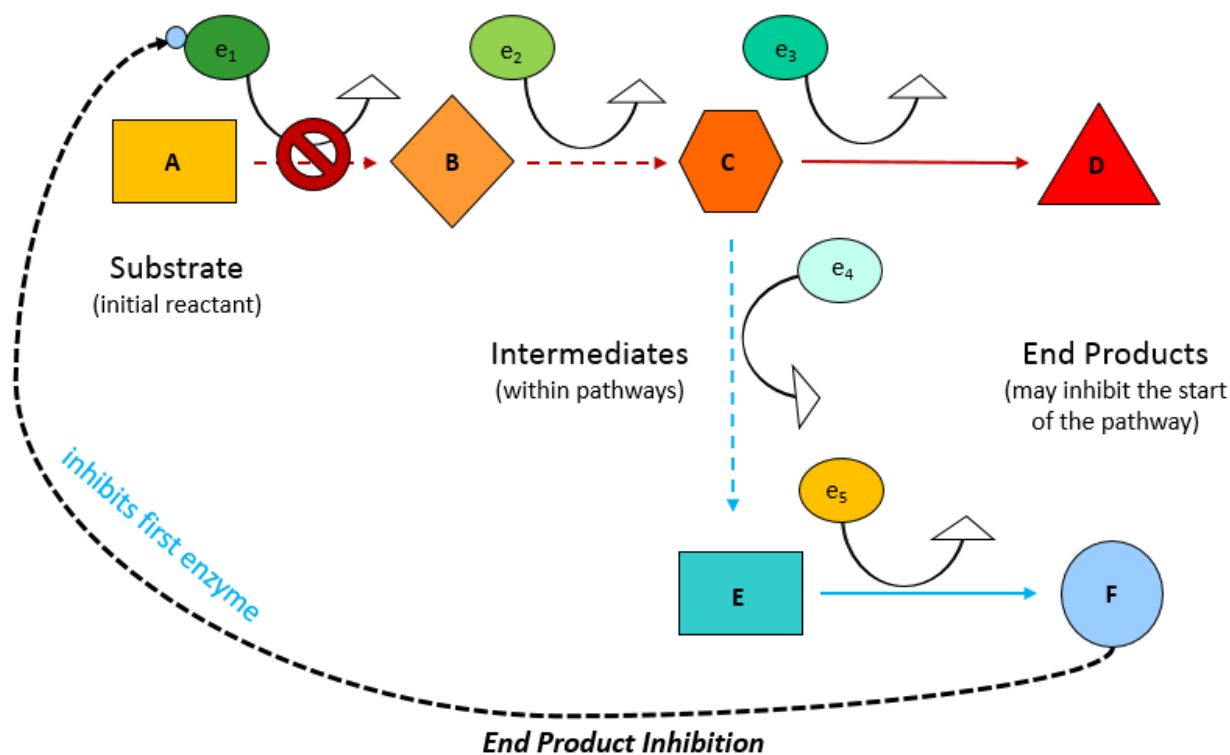 e₁
e₂
e₃
A
B
C
D
Substrate
(initial reactant)
e₄
Intermediates
(within pathways)
End Products
(may inhibit the start
of the pathway)
inhibits first enzyme
e₅
E
F
End Product Inhibition